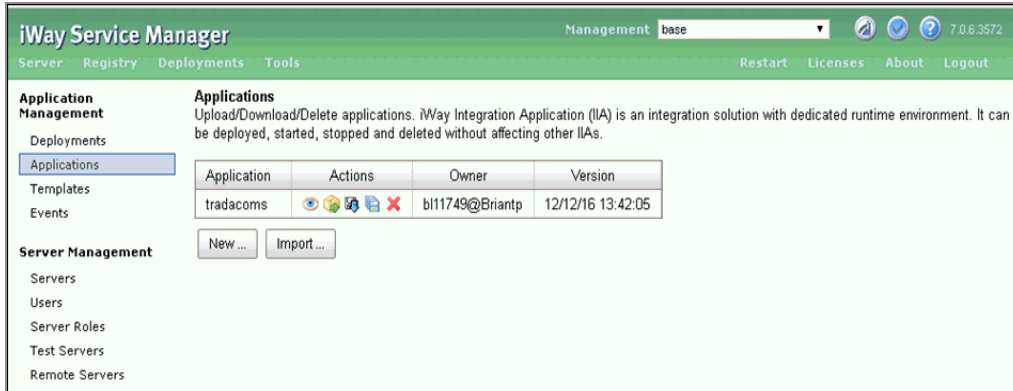 iWay Service Manager
Management base
7.0.6.3572
Server Registry Deployments Tools
Restart Licenses About Logout
Application
Management
Deployments
Applications
Templates
Events
Server Management
Servers
Users
Server Roles
Test Servers
Remote Servers
Applications
Upload/Download/Delete applications. iWay Integration Application (IIA) is an integration solution with dedicated runtime environment. It can
be deployed, started, stopped and deleted without affecting other IIAs.
Application Actions Owner Version
tradacoms bl11749@Briantp 12/12/16 13:42:05
New ... Import ...